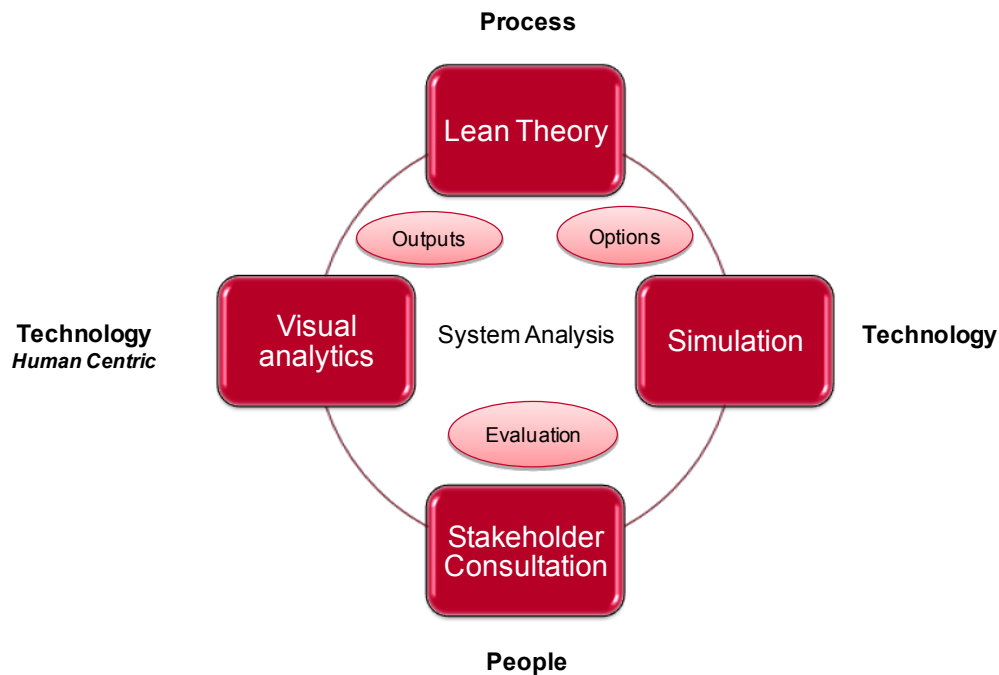 Process
Lean Theory
Outputs
Options
Visual
analytics
System Analysis
Simulation
Technology
Human Centric
Technology
Evaluation
Stakeholder
Consultation
People